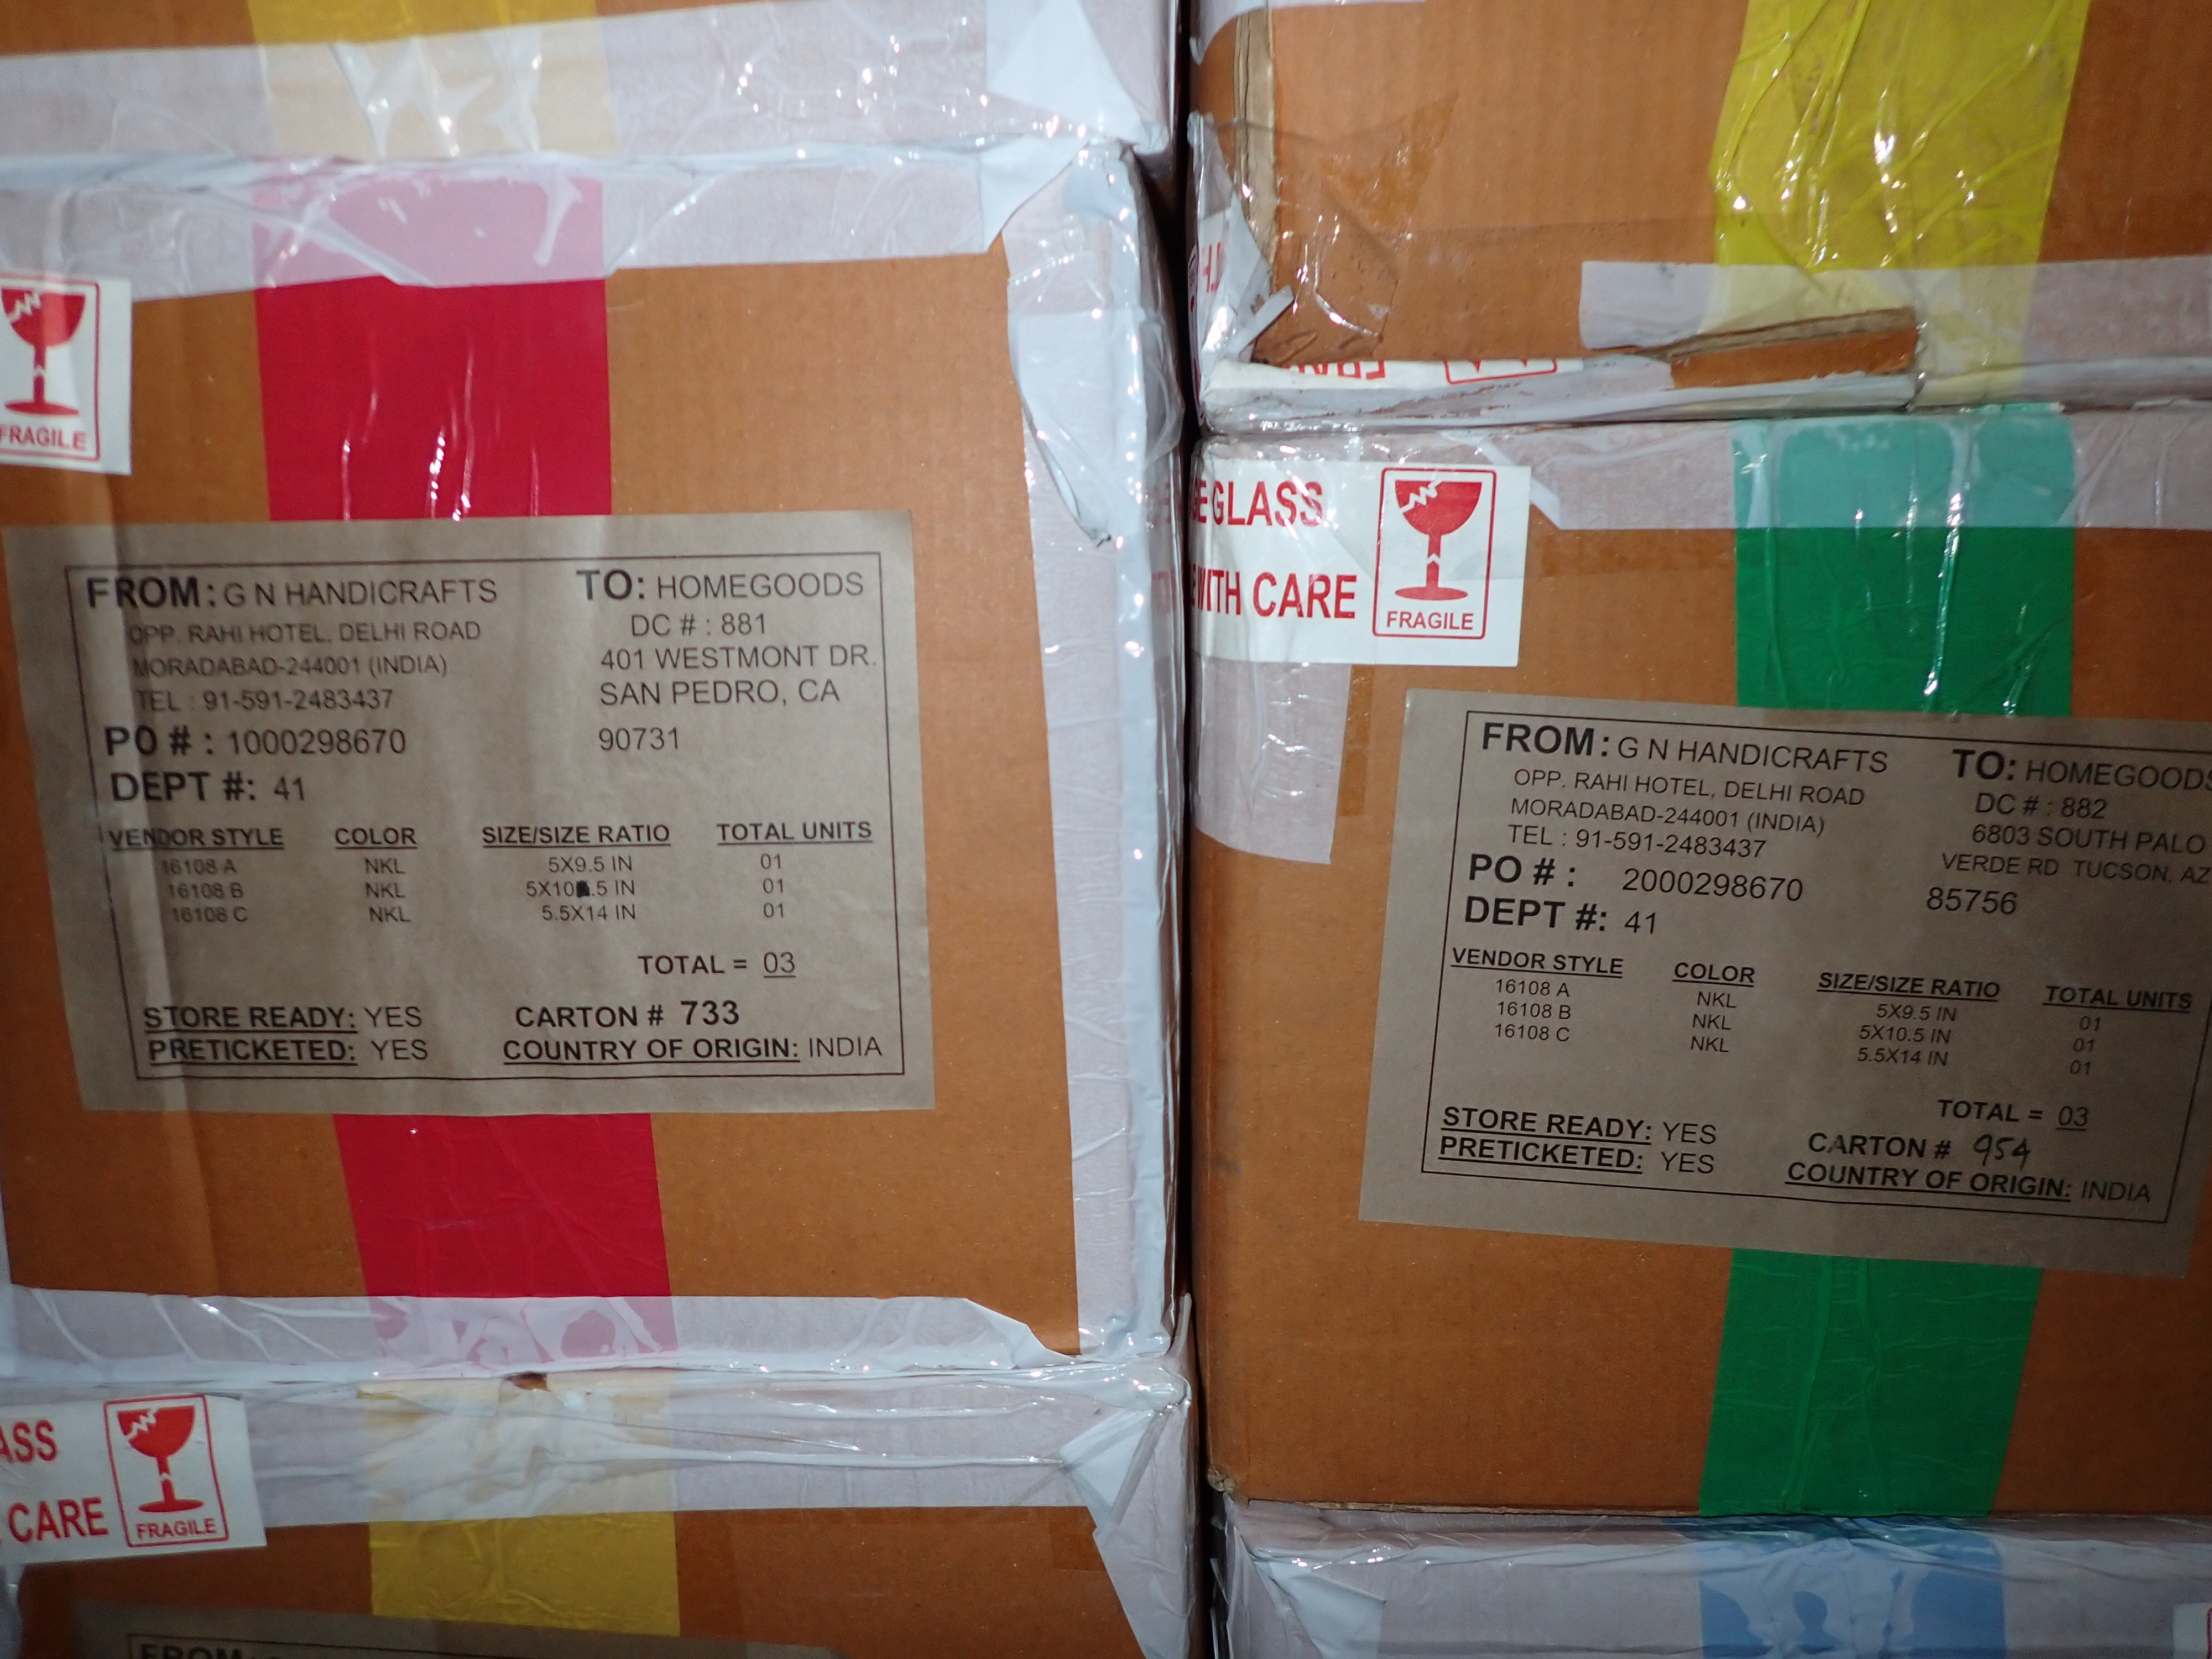 FRAGILE
FROM: G N HANDICRAFTS
OPP. RAHI HOTEL, DELHI ROAD
MORADABAD-244001 (INDIA)
TEL : 91-591-2483437
TO: HOMEGOODS
DC # : 881
401 WESTMONT DR.
SAN PEDRO, CA
90731
PO # : 1000298670
DEPT #: 41
VENDOR STYLE COLOR SIZE/SIZE RATIO TOTAL UNITS
16108 A NKL 5X9.5 IN 01
16108 B NKL 5X10.5 IN 01
16108 C NKL 5.5X14 IN 01
TOTAL = 03
STORE READY: YES CARTON # 733
PRETICKETED: YES COUNTRY OF ORIGIN: INDIA
GLASS
WITH CARE
FRAGILE
FROM: G N HANDICRAFTS
OPP. RAHI HOTEL, DELHI ROAD
MORADABAD-244001 (INDIA)
TEL : 91-591-2483437
TO: HOMEGOODS
DC # : 882
6803 SOUTH PALO
VERDE RD TUCSON, AZ
85756
PO # : 2000298670
DEPT #: 41
VENDOR STYLE COLOR SIZE/SIZE RATIO TOTAL UNITS
16108 A NKL 5X9.5 IN 01
16108 B NKL 5X10.5 IN 01
16108 C NKL 5.5X14 IN 01
TOTAL = 03
STORE READY: YES CARTON # 954
PRETICKETED: YES COUNTRY OF ORIGIN: INDIA
ASS
CARE
FRAGILE
FROM: